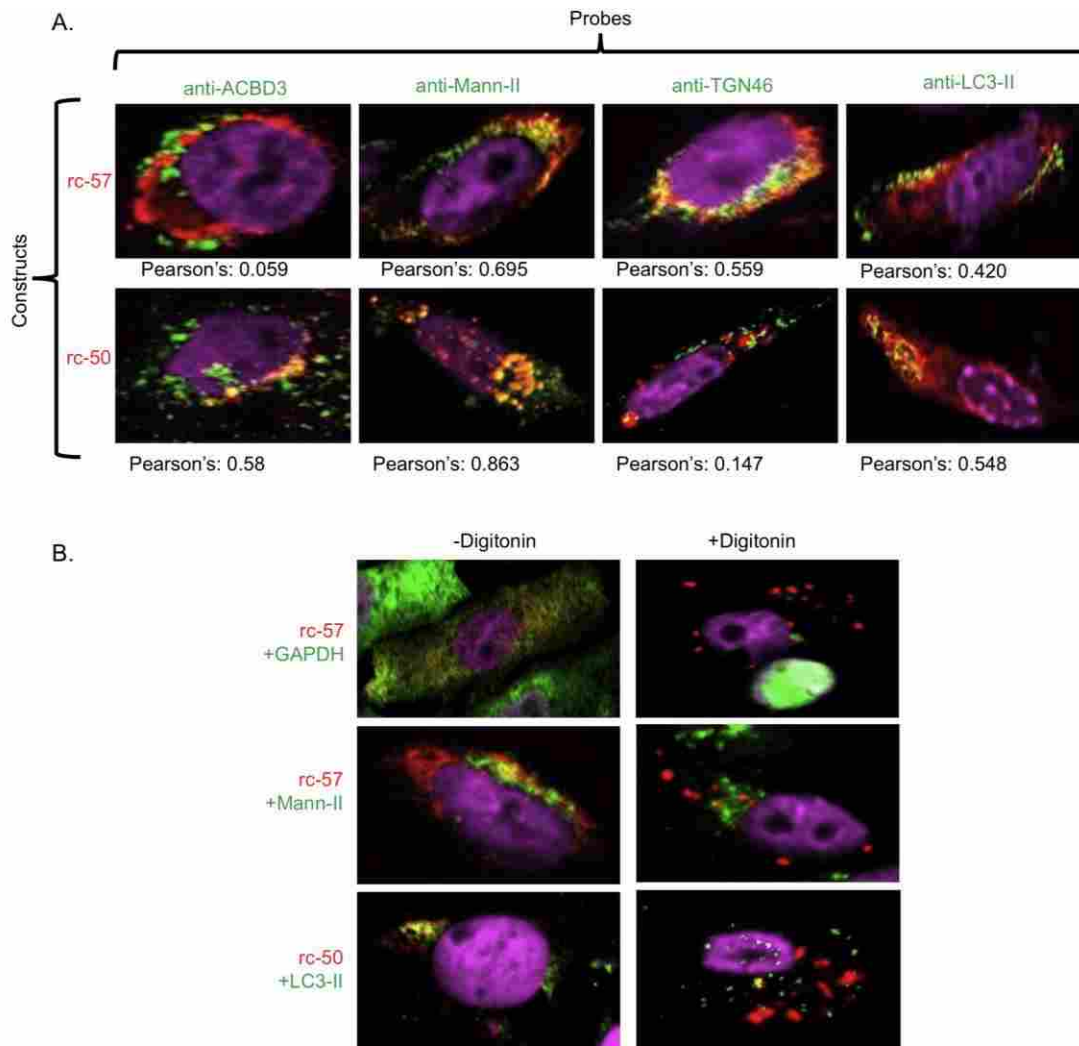 A.
Probes
anti-ACBD3 anti-Mann-II anti-TGN46 anti-LC3-II
Constructs
rc-57
Pearson's: 0.059 Pearson's: 0.695 Pearson's: 0.559 Pearson's: 0.420
rc-50
Pearson's: 0.58 Pearson's: 0.863 Pearson's: 0.147 Pearson's: 0.548
B.
-Digitonin +Digitonin
rc-57
+GAPDH
rc-57
+Mann-II
rc-50
+LC3-II